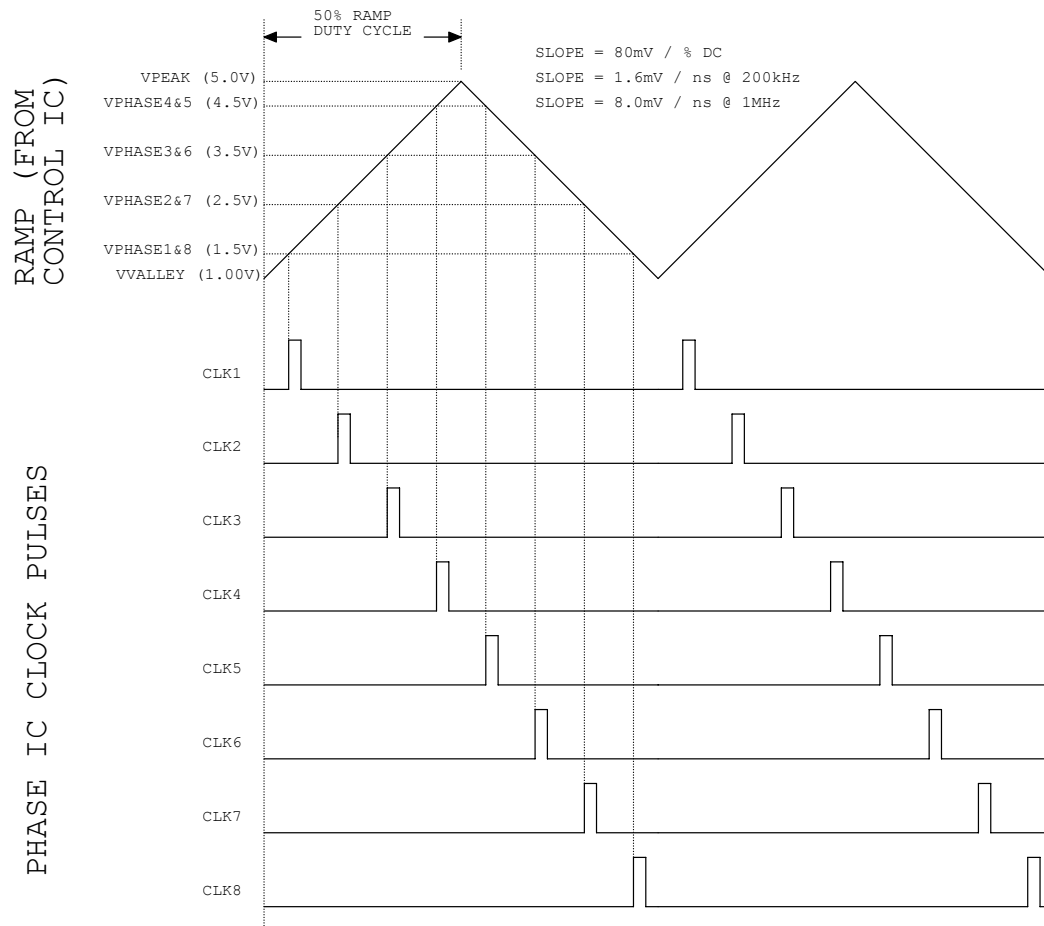 50% RAMP
DUTY CYCLE
SLOPE = 80mV / % DC
SLOPE = 1.6mV / ns @ 200kHz
SLOPE = 8.0mV / ns @ 1MHz
RAMP (FROM
CONTROL IC)
VPEAK (5.0V)
VPHASE4&5 (4.5V)
VPHASE3&6 (3.5V)
VPHASE2&7 (2.5V)
VPHASE1&8 (1.5V)
VVALLEY (1.00V)
PHASE IC CLOCK PULSES
CLK1
CLK2
CLK3
CLK4
CLK5
CLK6
CLK7
CLK8